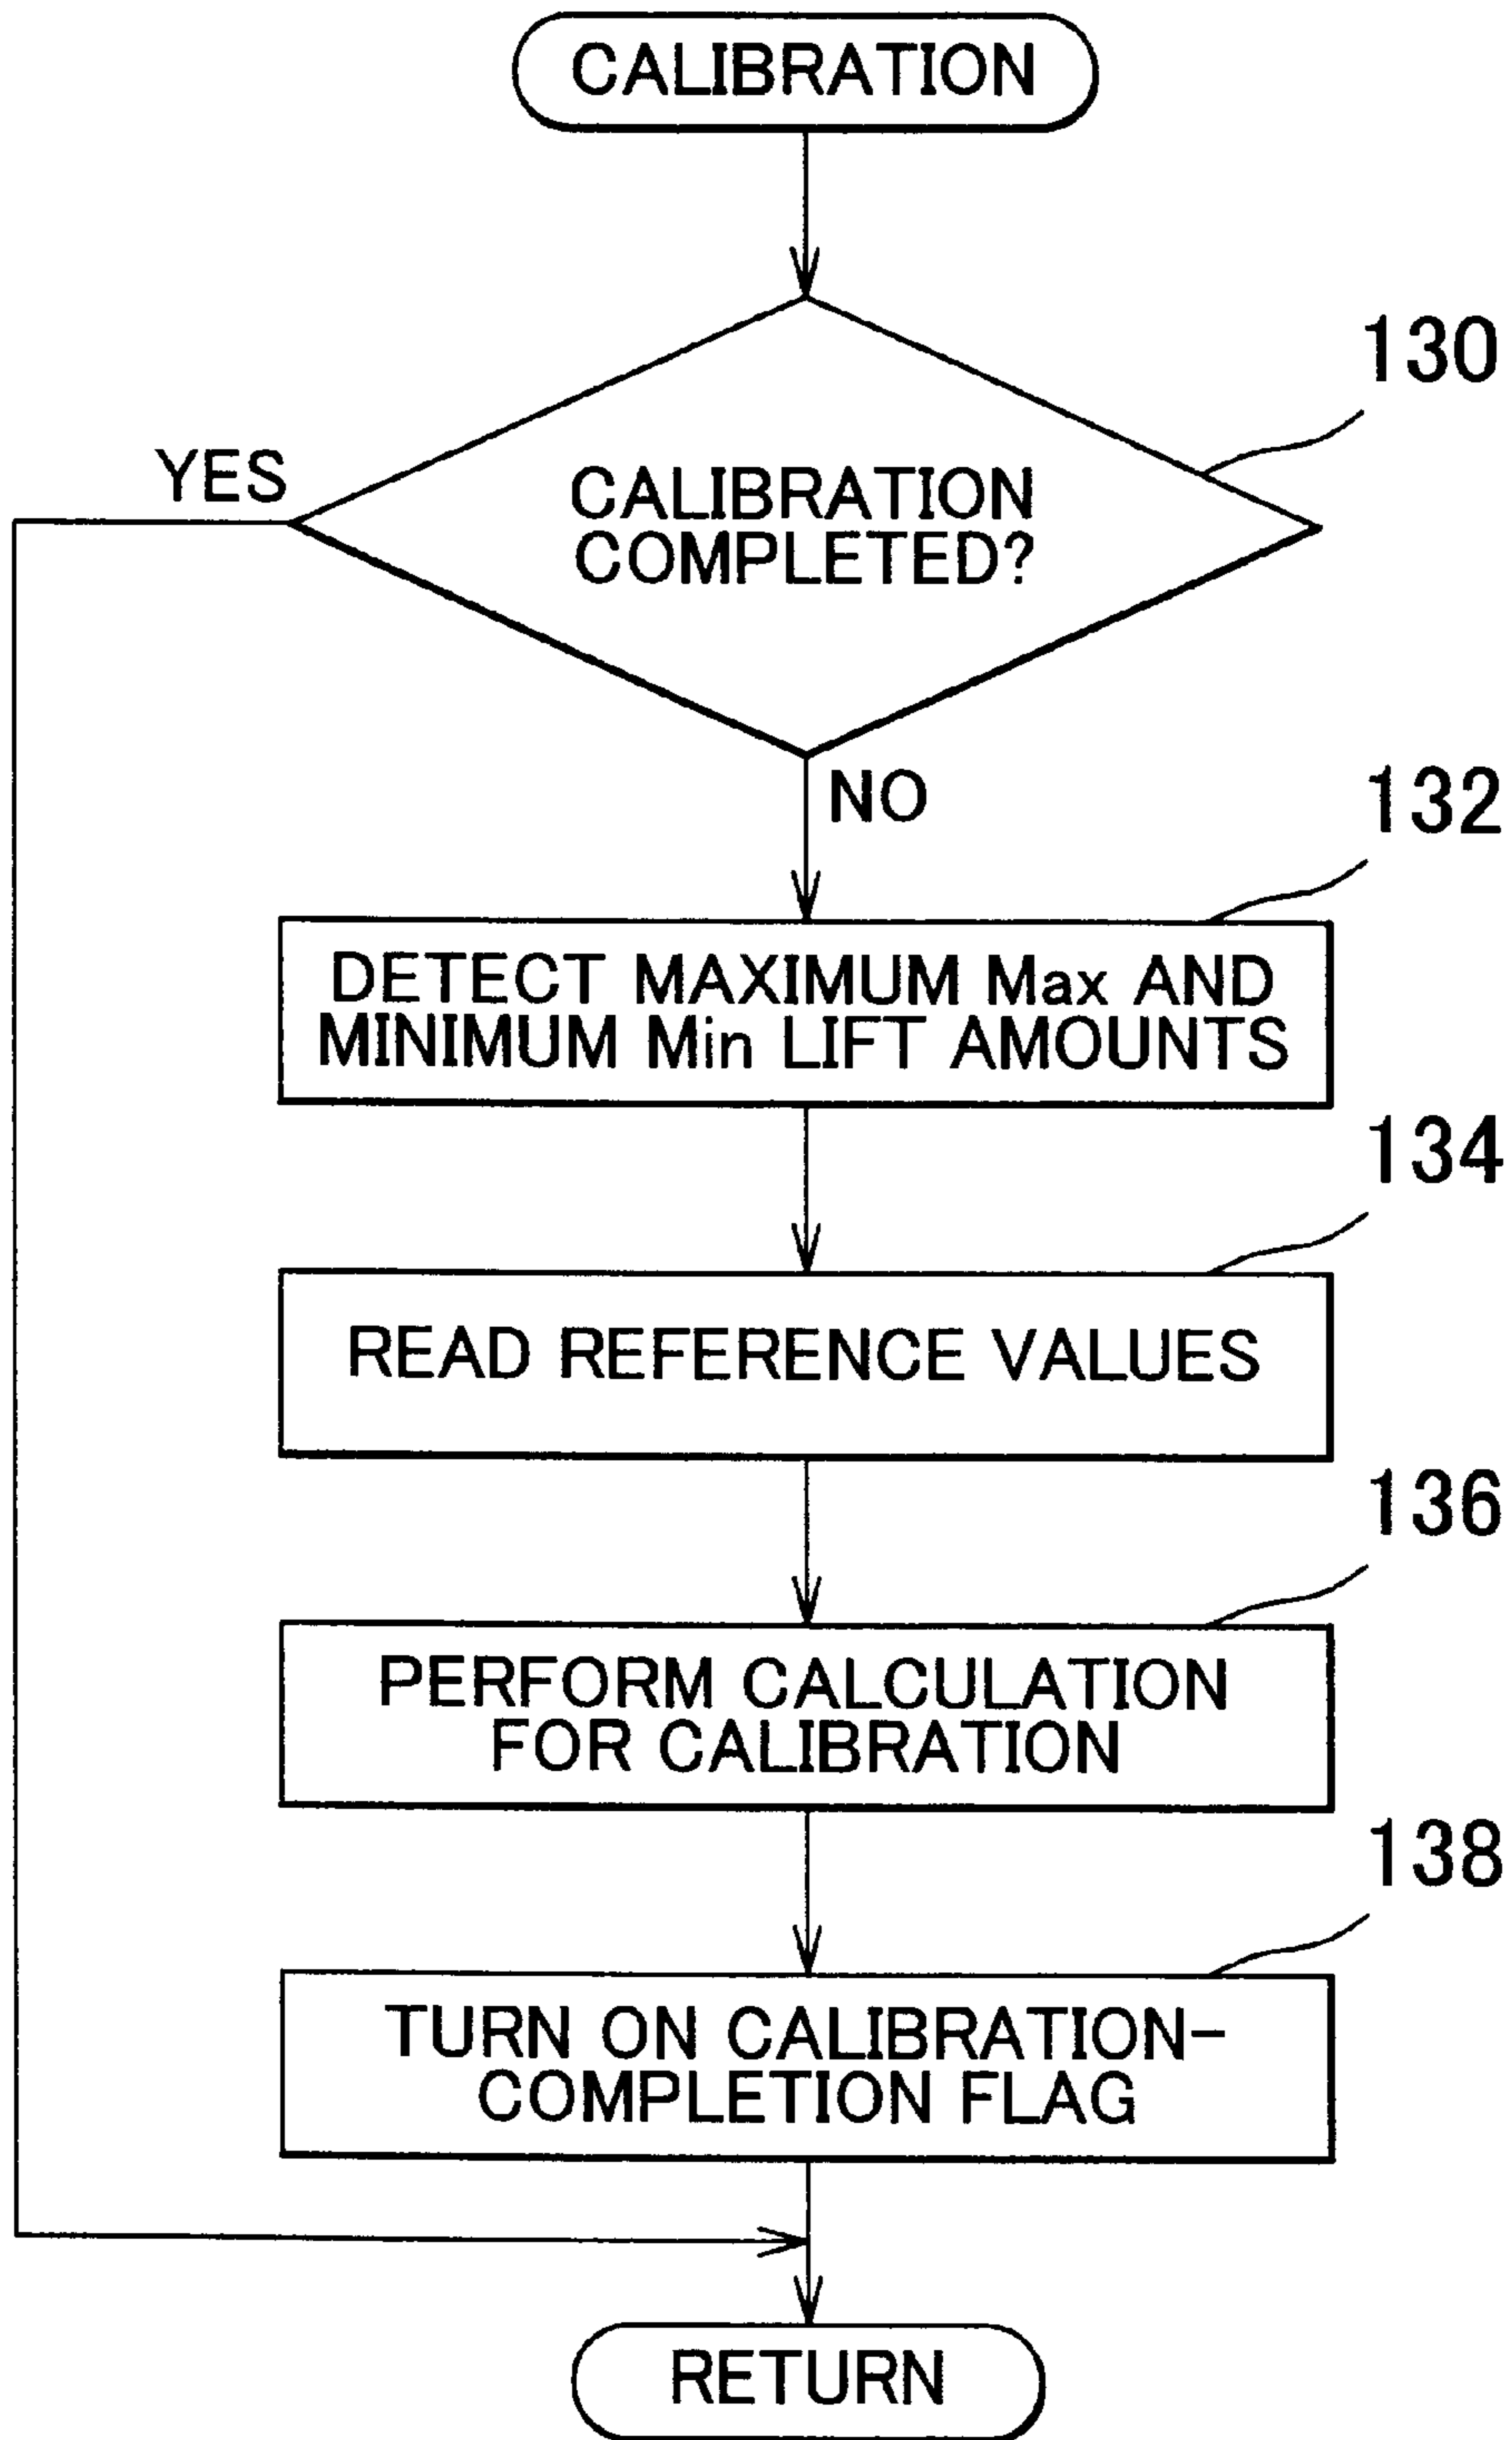 CALIBRATION
130
YES
CALIBRATION
COMPLETED?
NO
132
DETECT MAXIMUM Max AND
MINIMUM Min LIFT AMOUNTS
134
READ REFERENCE VALUES
136
PERFORM CALCULATION
FOR CALIBRATION
138
TURN ON CALIBRATION-
COMPLETION FLAG
RETURN